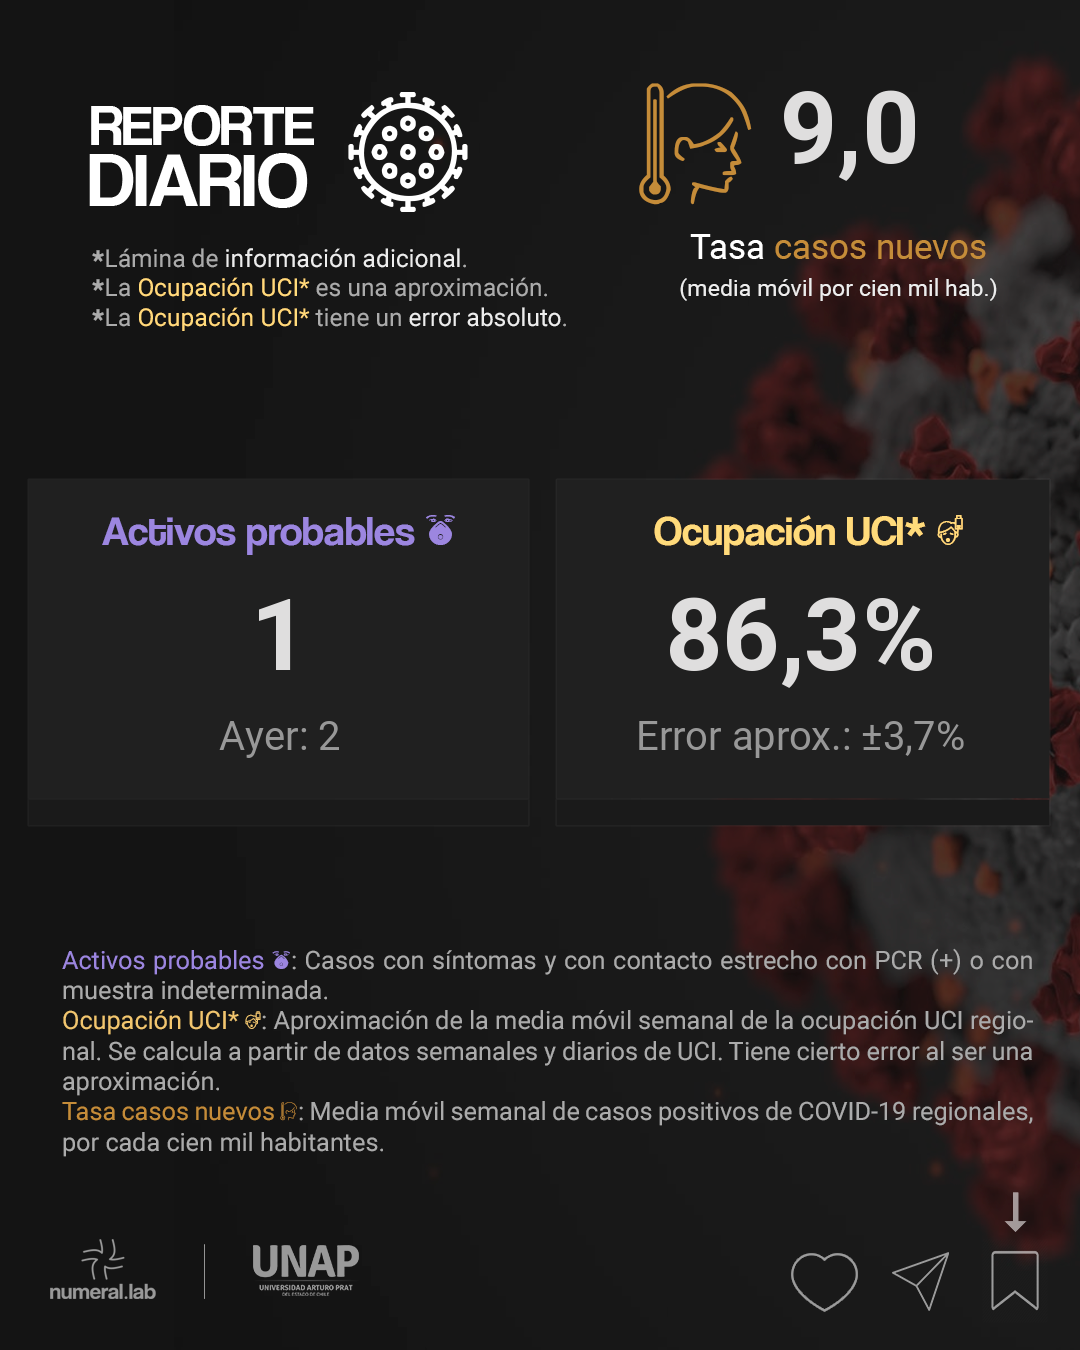 REPORTE
DIARIO
*Lámina de información adicional.
*La Ocupación UCI* es una aproximación.
*La Ocupación UCI* tiene un error absoluto.
9,0
Tasa casos nuevos
(media móvil por cien mil hab.)
Activos probables
1
Ayer: 2
Ocupación UCI*
86,3%
Error aprox.: ±3,7%
Activos probables : Casos con síntomas y con contacto estrecho con PCR (+) o con
muestra indeterminada.
Ocupación UCI* : Aproximación de la media móvil semanal de la ocupación UCI regio-
nal. Se calcula a partir de datos semanales y diarios de UCI. Tiene cierto error al ser una
aproximación.
Tasa casos nuevos : Media móvil semanal de casos positivos de COVID-19 regionales,
por cada cien mil habitantes.
numeral.lab
UNAP
UNIVERSIDAD ARTURO PRAT
DEL ESTADO DE CHILE